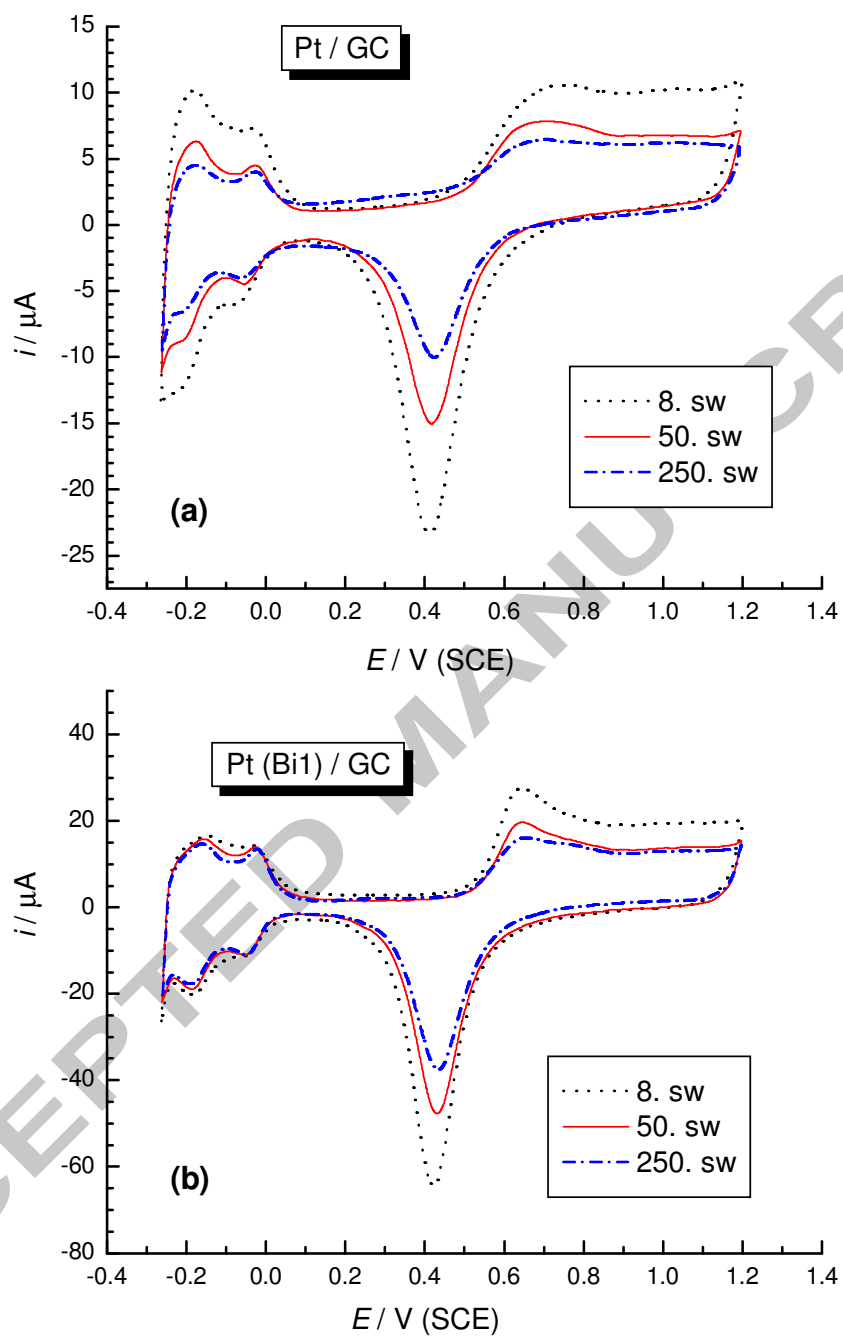 Pt / GC
15
10
5
0
-5
-10
-15
-20
-25
i / μA
8. sw
50. sw
250. sw
(a)
-0.4 -0.2 0.0 0.2 0.4 0.6 0.8 1.0 1.2 1.4
E / V (SCE)
Pt (Bi1) / GC
40
20
0
-20
-40
-60
-80
i / μA
8. sw
50. sw
250. sw
(b)
-0.4 -0.2 0.0 0.2 0.4 0.6 0.8 1.0 1.2 1.4
E / V (SCE)
CEPTED MANUSCR